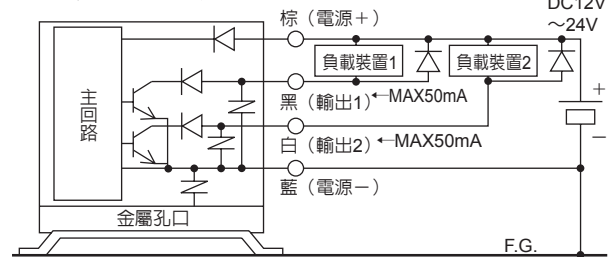 DC12V
～24V
棕（電源＋）
負載裝置1
負載裝置2
主回路
黑（輸出1）
MAX50mA
＋
白（輸出2）
MAX50mA
－
藍（電源－）
金屬孔口
F.G.